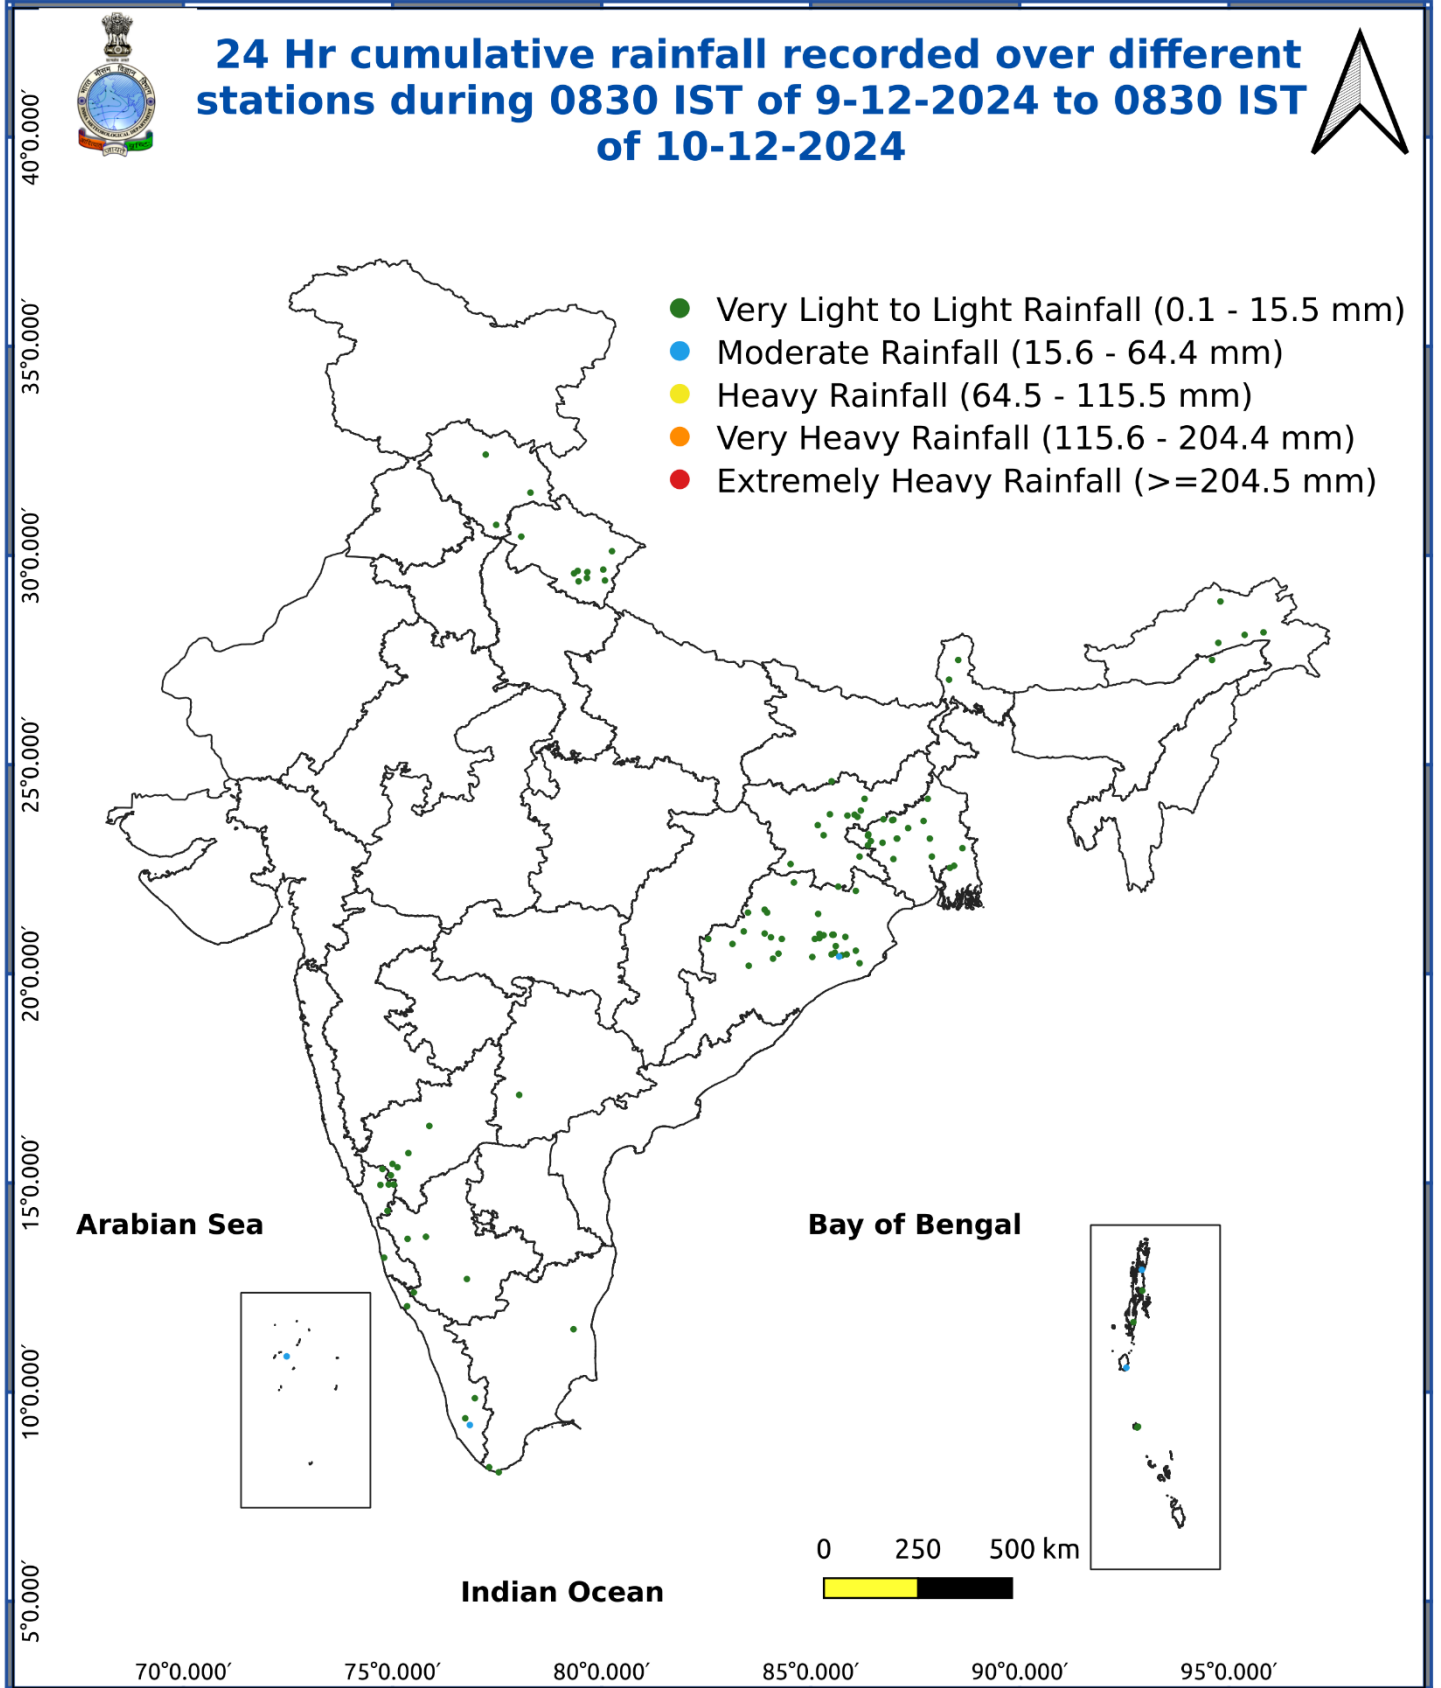 24 Hr cumulative rainfall recorded over different
stations during 0830 IST of 9-12-2024 to 0830 IST
of 10-12-2024
Very Light to Light Rainfall (0.1 - 15.5 mm)
Moderate Rainfall (15.6 - 64.4 mm)
Heavy Rainfall (64.5 - 115.5 mm)
Very Heavy Rainfall (115.6 - 204.4 mm)
Extremely Heavy Rainfall (>=204.5 mm)
40°0.000′
35°0.000′
30°0.000′
25°0.000′
20°0.000′
15°0.000′
10°0.000′
5°0.000′
Arabian Sea
Bay of Bengal
Indian Ocean
0 250 500 km
70°0.000′ 75°0.000′ 80°0.000′ 85°0.000′ 90°0.000′ 95°0.000′